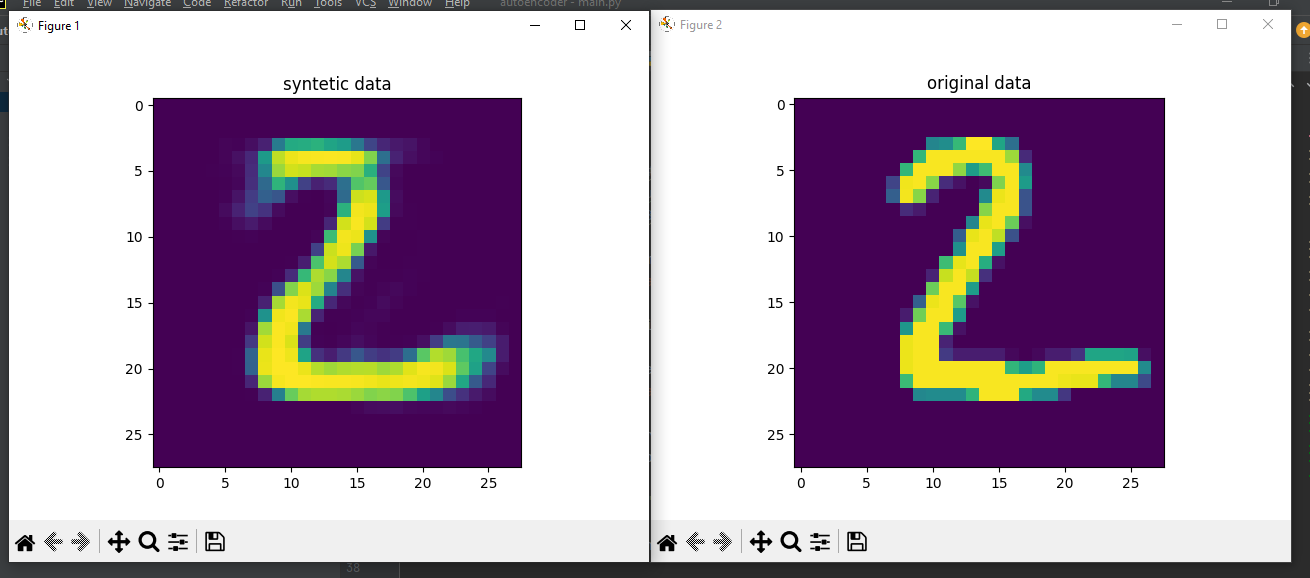 File Edit View Navigate Code Refactor Run Tools VCS Window Help autoencoder - main.py
Figure 1
Figure 2
syntetic data
original data
0
5
10
15
20
25
0 5 10 15 20 25
0
5
10
15
20
25
0 5 10 15 20 25
38